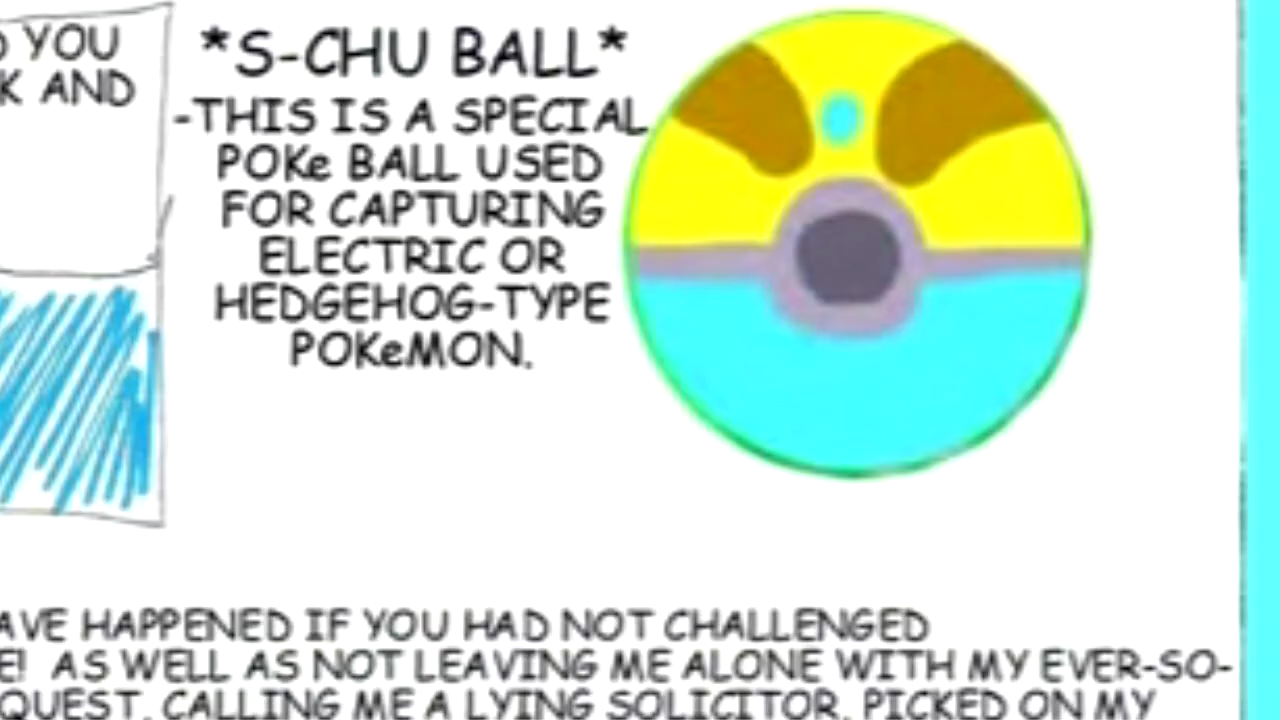 YOU
AND
*S-CHU BALL*
-THIS IS A SPECIAL
POKe BALL USED
FOR CAPTURING
ELECTRIC OR
HEDGEHOG-TYPE
POKeMON.
HAPPENED IF YOU HAD NOT CHALLENGED
AS WELL AS NOT LEAVING ME ALONE WITH MY EVER-SO-
QUEST, CALLING ME A LYING SOLICITOR, PICKED ON MY